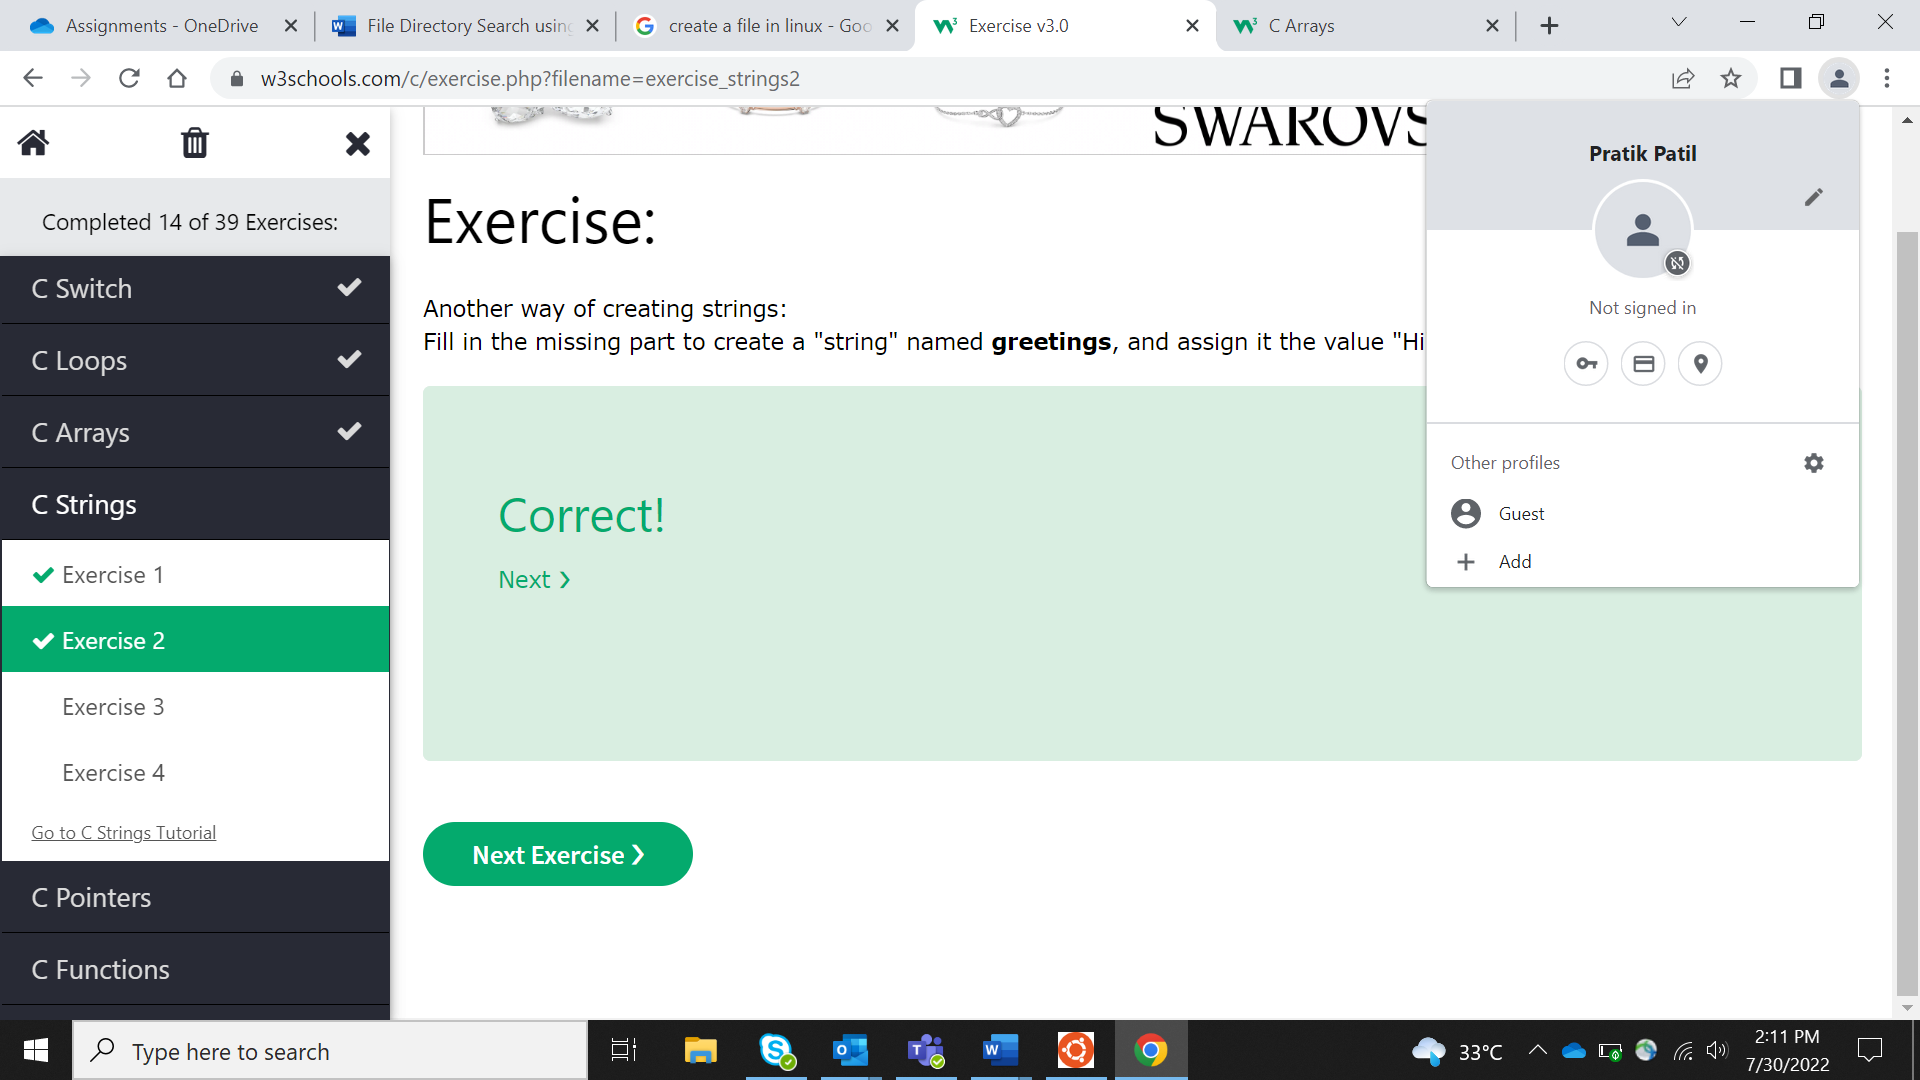 Assignments - OneDrive
File Directory Search using
create a file in linux - Goo
Exercise v3.0
C Arrays
w3schools.com/c/exercise.php?filename=exercise_strings2
SWAROVS
Completed 14 of 39 Exercises:
C Switch
C Loops
C Arrays
C Strings
Exercise 1
Exercise 2
Exercise 3
Exercise 4
Go to C Strings Tutorial
C Pointers
C Functions
Exercise:
Another way of creating strings:
Fill in the missing part to create a "string" named greetings, and assign it the value "Hi
Correct!
Next ❯
Next Exercise ❯
Pratik Patil
Not signed in
Other profiles
Guest
Add
Type here to search
33°C
2:11 PM
7/30/2022